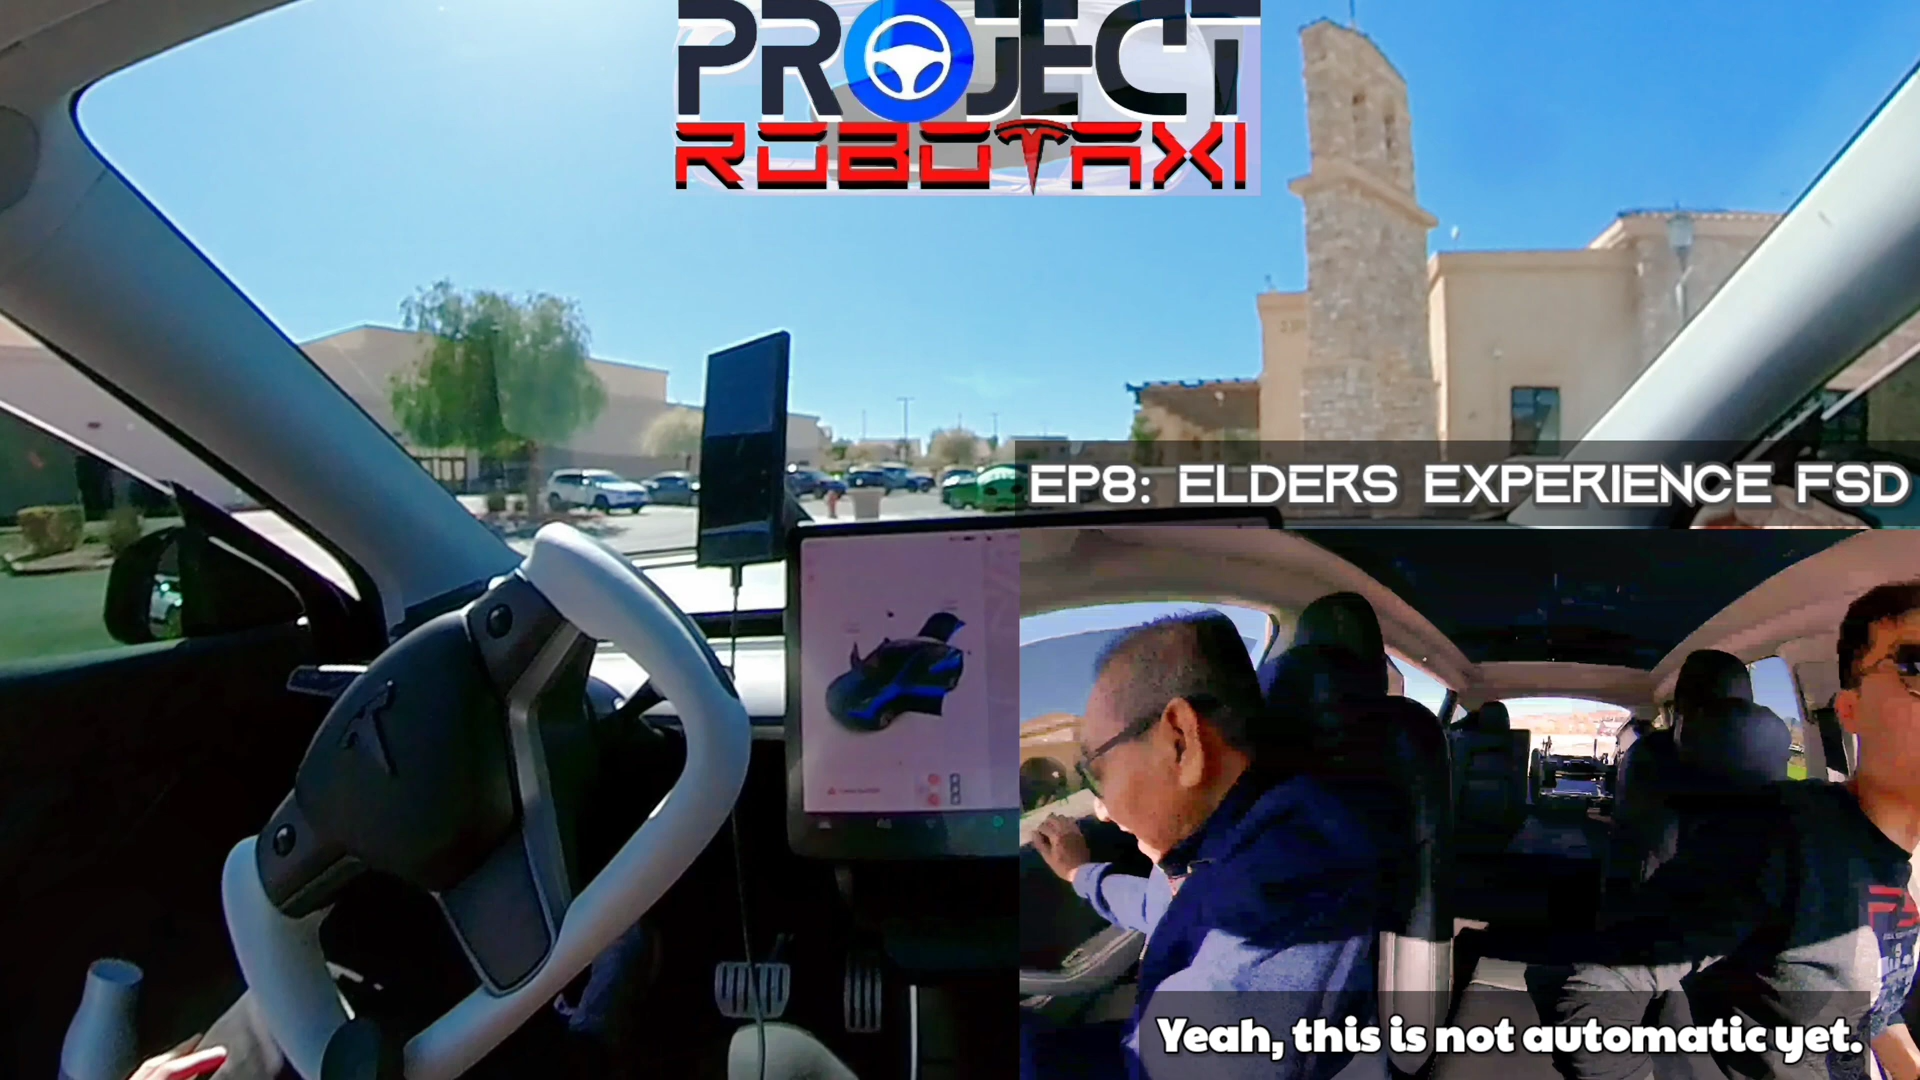 PROJECT
ROBOTAXI
EP8: ELDERS EXPERIENCE FSD
Yeah, this is not automatic yet.